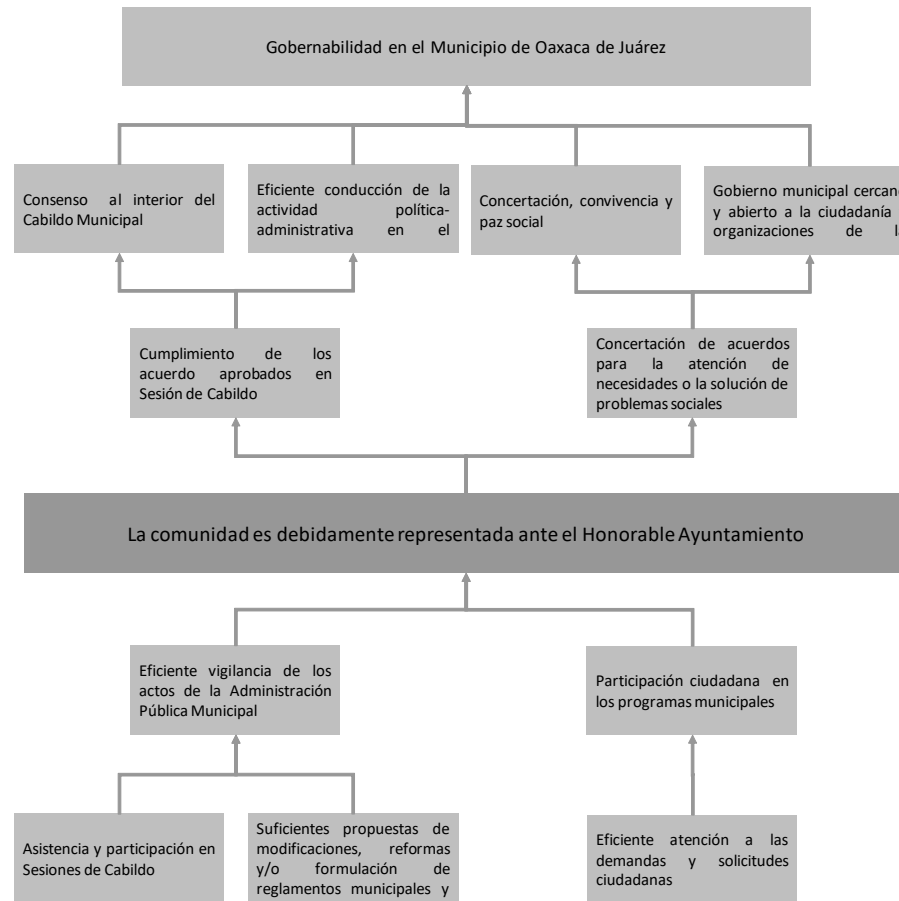 Gobernabilidad en el Municipio de Oaxaca de Juárez
Consenso al interior del
Cabildo Municipal
Eficiente conducción de la
actividad política-
administrativa en el
Concertación, convivencia y
paz social
Gobierno municipal
y abierto a la ciudadanía
organizaciones de
Cumplimiento de los
acuerdo aprobados en
Sesión de Cabildo
Concertación de acuerdos
para la atención de
necesidades o la solución de
problemas sociales
La comunidad es debidamente representada ante el Honorable Ayuntamiento
Eficiente vigilancia de los
actos de la Administración
Pública Municipal
Participación ciudadana en
los programas municipales
Asistencia y participación en
Sesiones de Cabildo
Suficientes propuestas de
modificaciones, reformas
y/o formulación de
reglamentos municipales y
Eficiente atención a las
demandas y solicitudes
ciudadanas